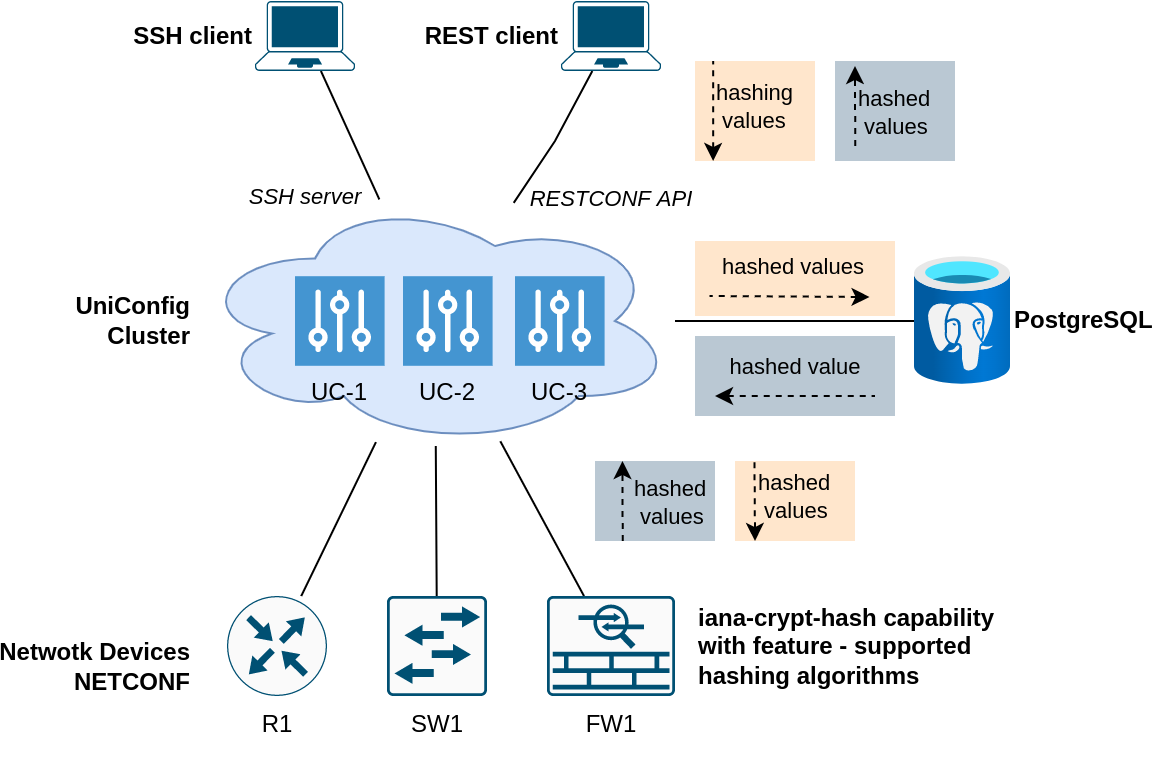 SSH client
REST client
hashing
values
hashed
values
SSH server
RESTCONF API
hashed values
UniConfig
Cluster
PostgreSQL
UC-1
UC-2
UC-3
hashed value
hashed
values
hashed
values
Netwotk Devices
NETCONF
iana-crypt-hash capability
with feature - supported
hashing algorithms
R1
SW1
FW1